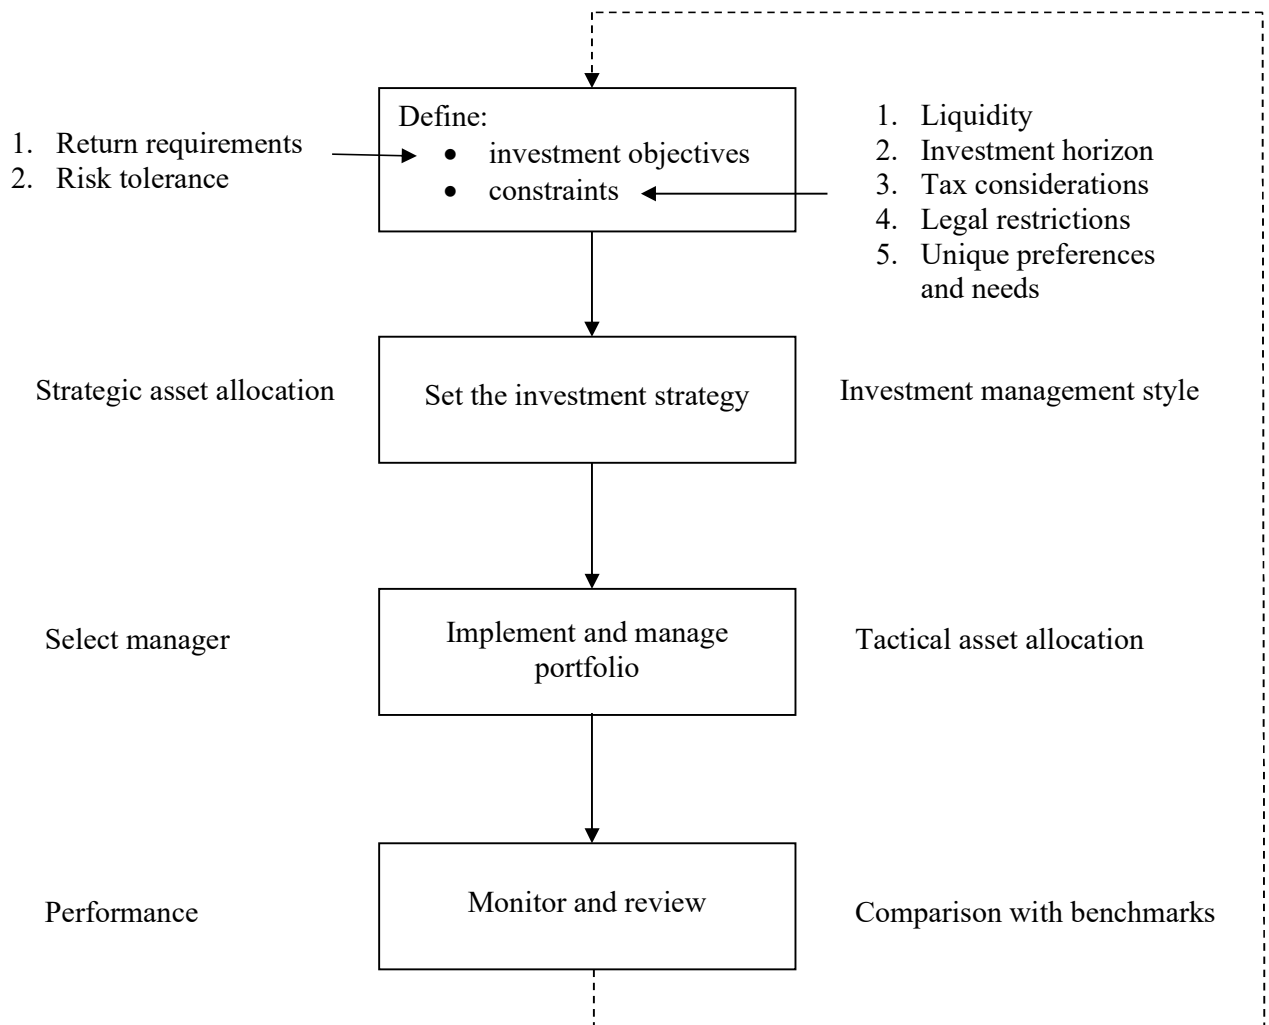 1. Return requirements
2. Risk tolerance
Define:
• investment objectives
• constraints
1. Liquidity
2. Investment horizon
3. Tax considerations
4. Legal restrictions
5. Unique preferences
and needs
Strategic asset allocation
Set the investment strategy
Investment management style
Select manager
Implement and manage
portfolio
Tactical asset allocation
Performance
Monitor and review
Comparison with benchmarks